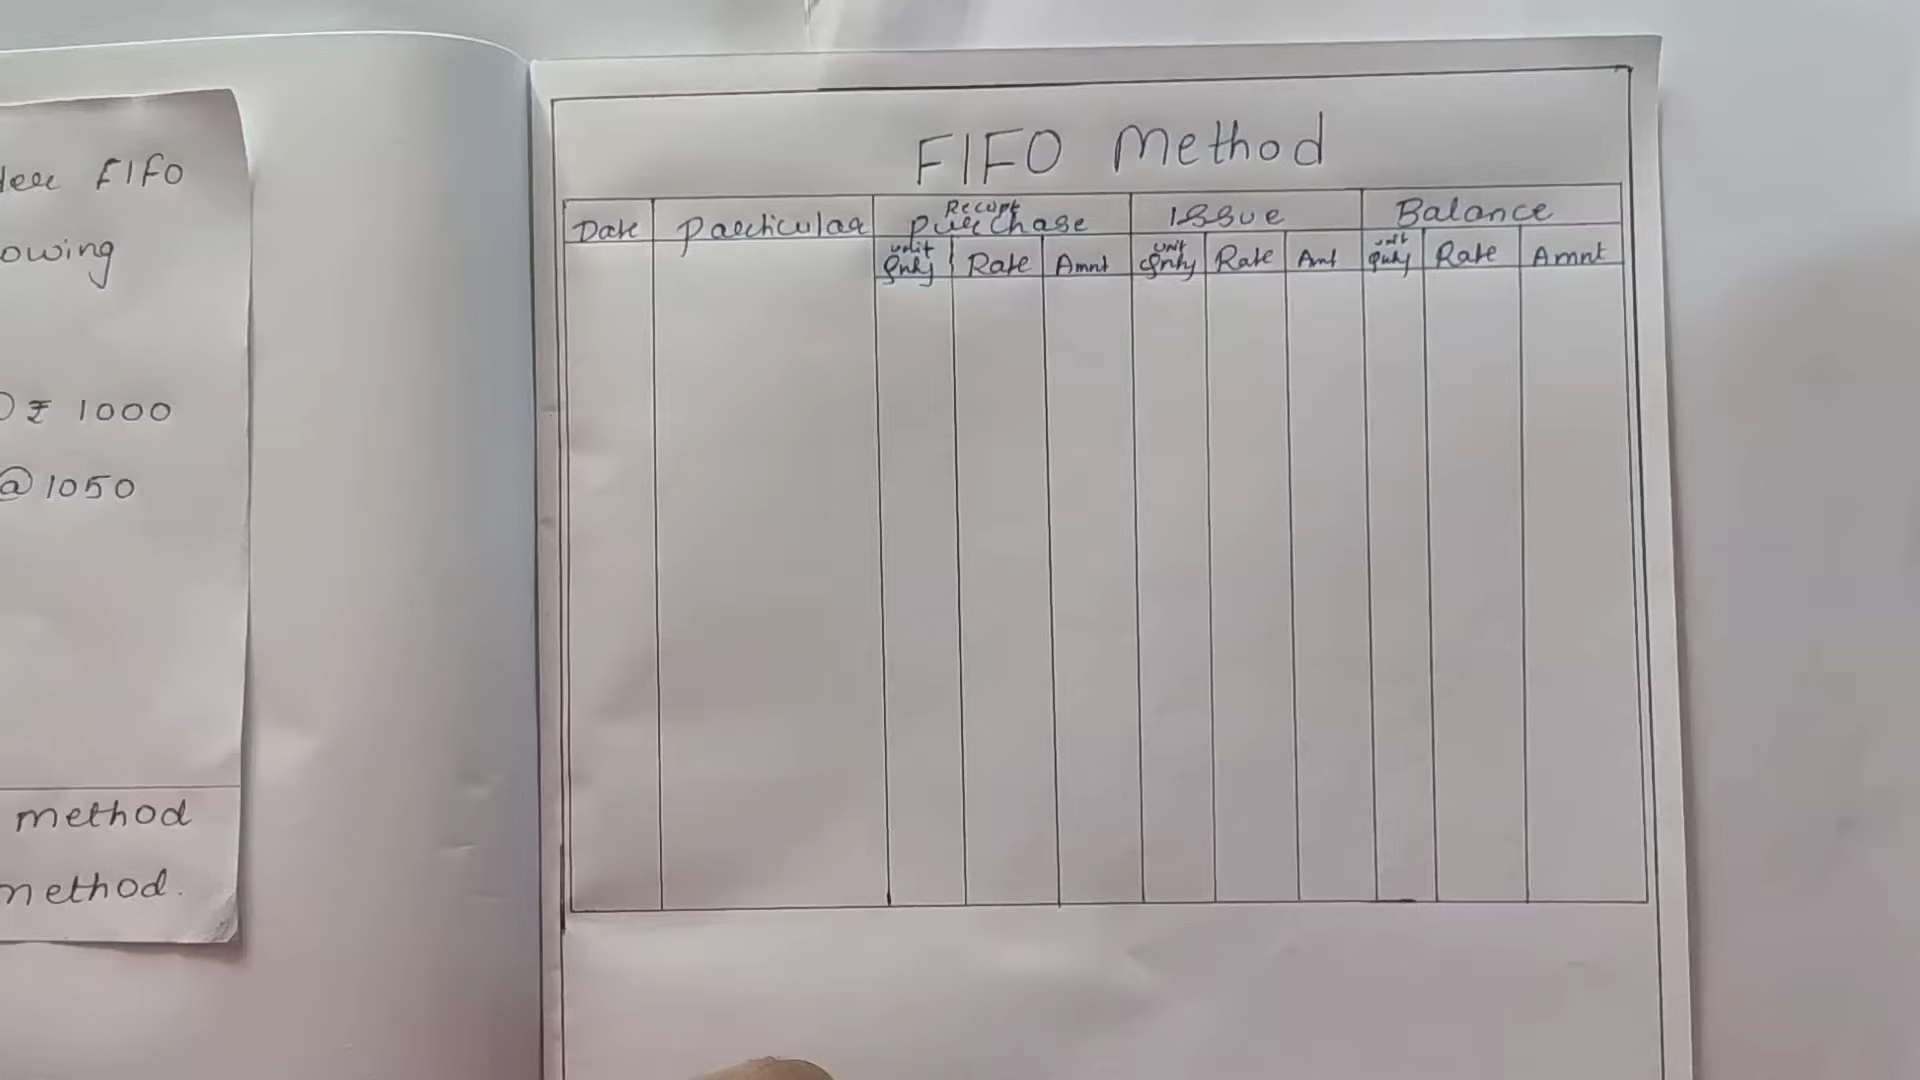 FIFO
owing
₹ 1000
@ 1050
method
method.
FIFO Method
Date Particular Receipt Purchase Issue Balance
unit Qnty Rate Amnt unit Qnty Rate Amt unit Qnty Rate Amnt